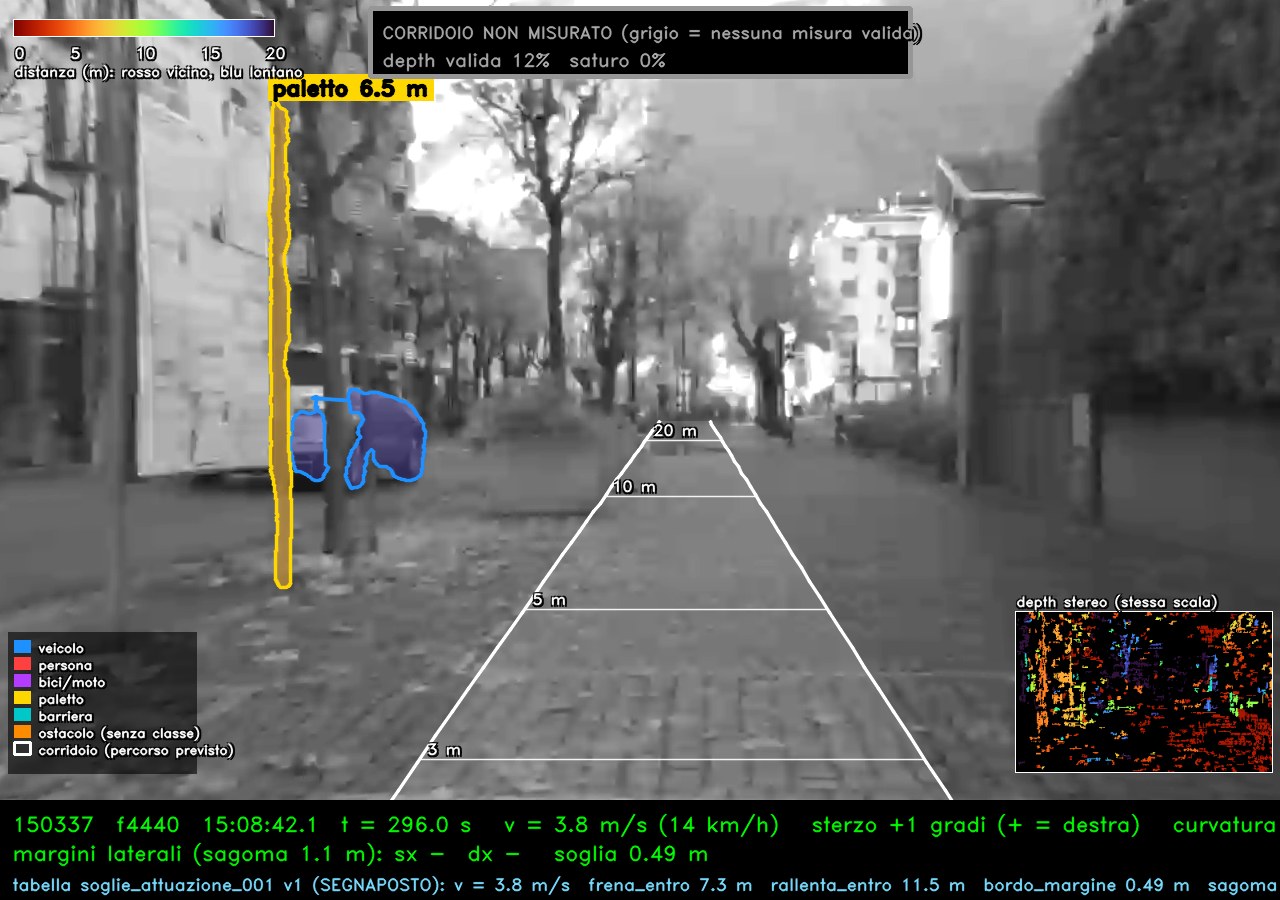 0 5 10 15 20
distanza (m): rosso vicino, blu lontano
CORRIDOIO NON MISURATO (grigio = nessuna misura valida)
depth valida 12% saturo 0%
paletto 6.5 m
20 m
10 m
5 m
3 m
depth stereo (stessa scala)
veicolo
persona
bici/moto
paletto
barriera
ostacolo (senza classe)
corridoio (percorso previsto)
150337 f4440 15:08:42.1 t = 296.0 s v = 3.8 m/s (14 km/h) sterzo +1 gradi (+ = destra) curvatura
margini laterali (sagoma 1.1 m): sx - dx - soglia 0.49 m
tabella soglie_attuazione_001 v1 (SEGNAPOSTO): v = 3.8 m/s frena_entro 7.3 m rallenta_entro 11.5 m bordo_margine 0.49 m sagoma